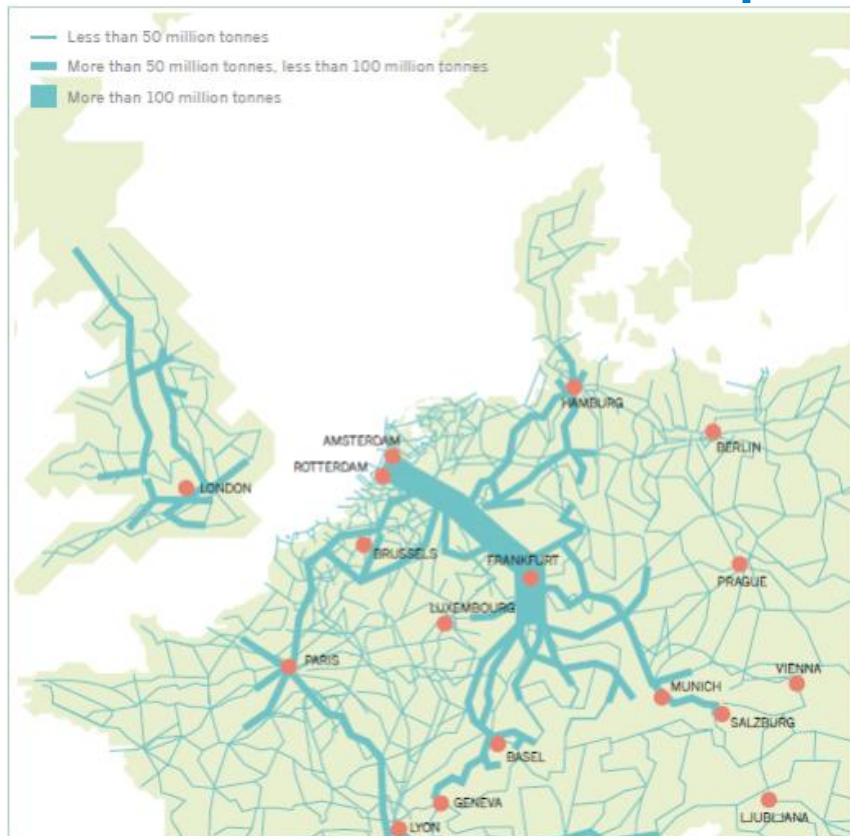 Less than 50 million tonnes
More than 50 million tonnes, less than 100 million tonnes
More than 100 million tonnes
HAMBURG
AMSTERDAM
BERLIN
ROTTERDAM
LONDON
BRUSSELS
FRANKFURT
PRAGUE
LUXEMBOURG
PARIS
VIENNA
MUNICH
SALZBURG
BASEL
GENEVA
LJUBLJANA
LYON